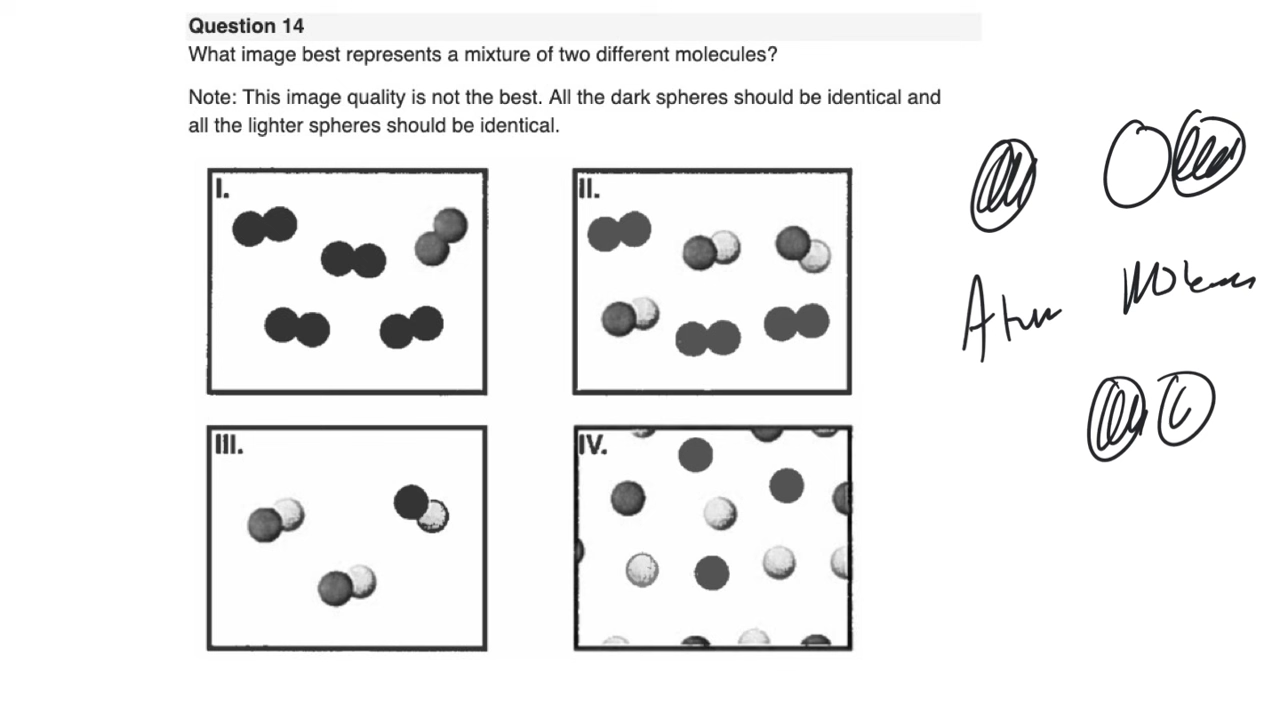 Question 14
What image best represents a mixture of two different molecules?
Note: This image quality is not the best. All the dark spheres should be identical and
all the lighter spheres should be identical.
I.
II.
III.
IV.